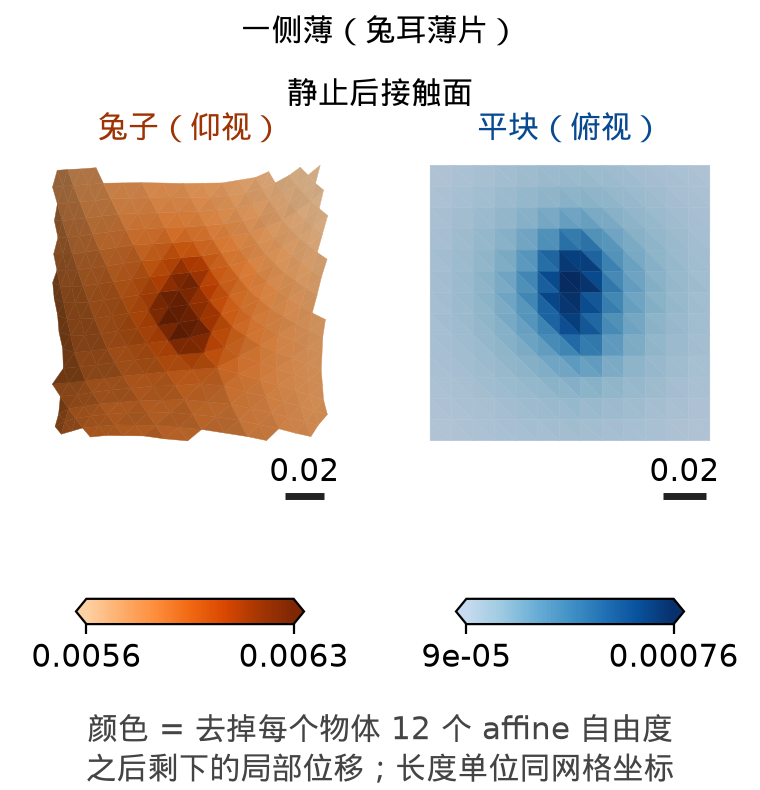 一侧薄（兔耳薄片）
静止后接触面
兔子（仰视）
平块（俯视）
0.02
0.02
0.0056
0.0063
9e-05
0.00076
颜色 = 去掉每个物体 12 个 affine 自由度
之后剩下的局部位移；长度单位同网格坐标